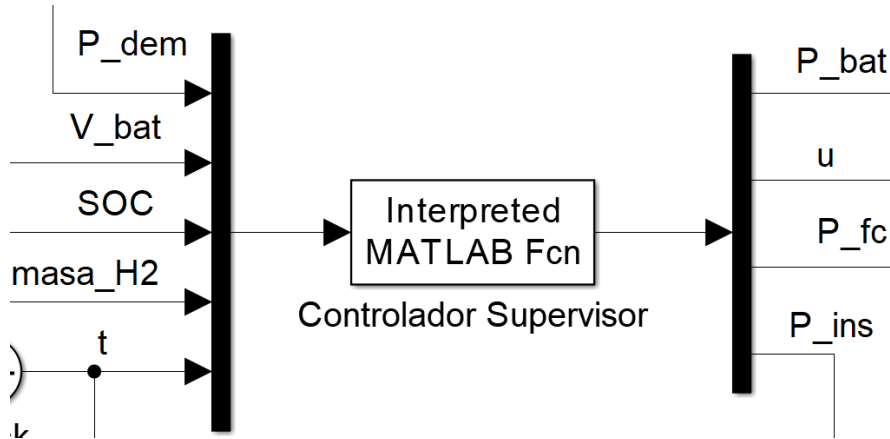 P_dem
V_bat
SOC
masa_H2
t
Interpreted
MATLAB Fcn
Controlador Supervisor
P_bat
u
P_fc
P_ins